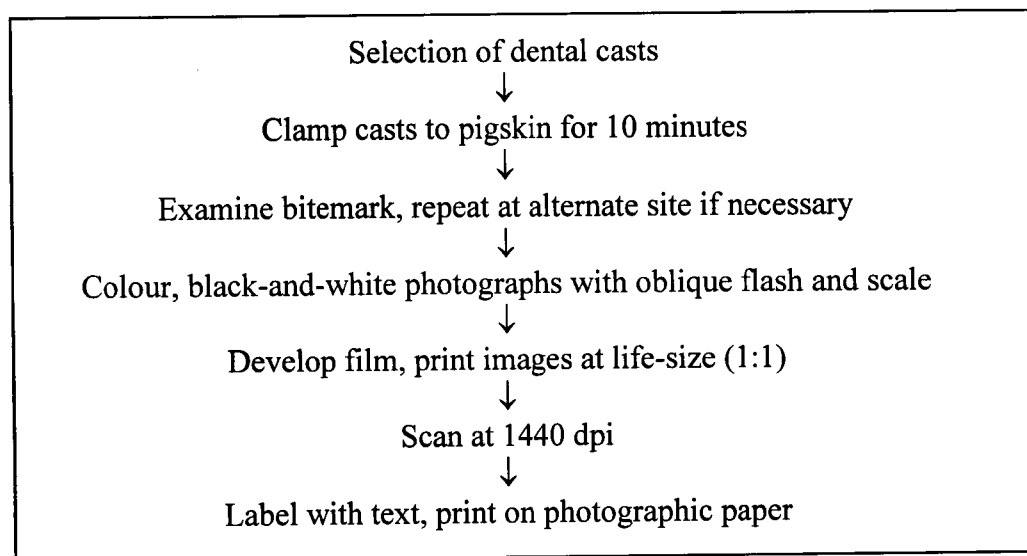 Selection of dental casts
↓
Clamp casts to pigskin for 10 minutes
↓
Examine bitemark, repeat at alternate site if necessary
↓
Colour, black-and-white photographs with oblique flash and scale
↓
Develop film, print images at life-size (1:1)
↓
Scan at 1440 dpi
↓
Label with text, print on photographic paper